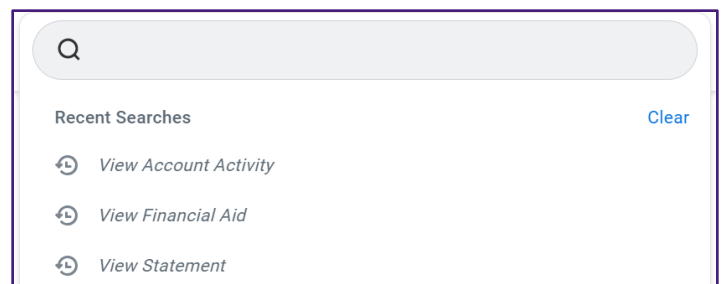 Recent Searches Clear
View Account Activity
View Financial Aid
View Statement